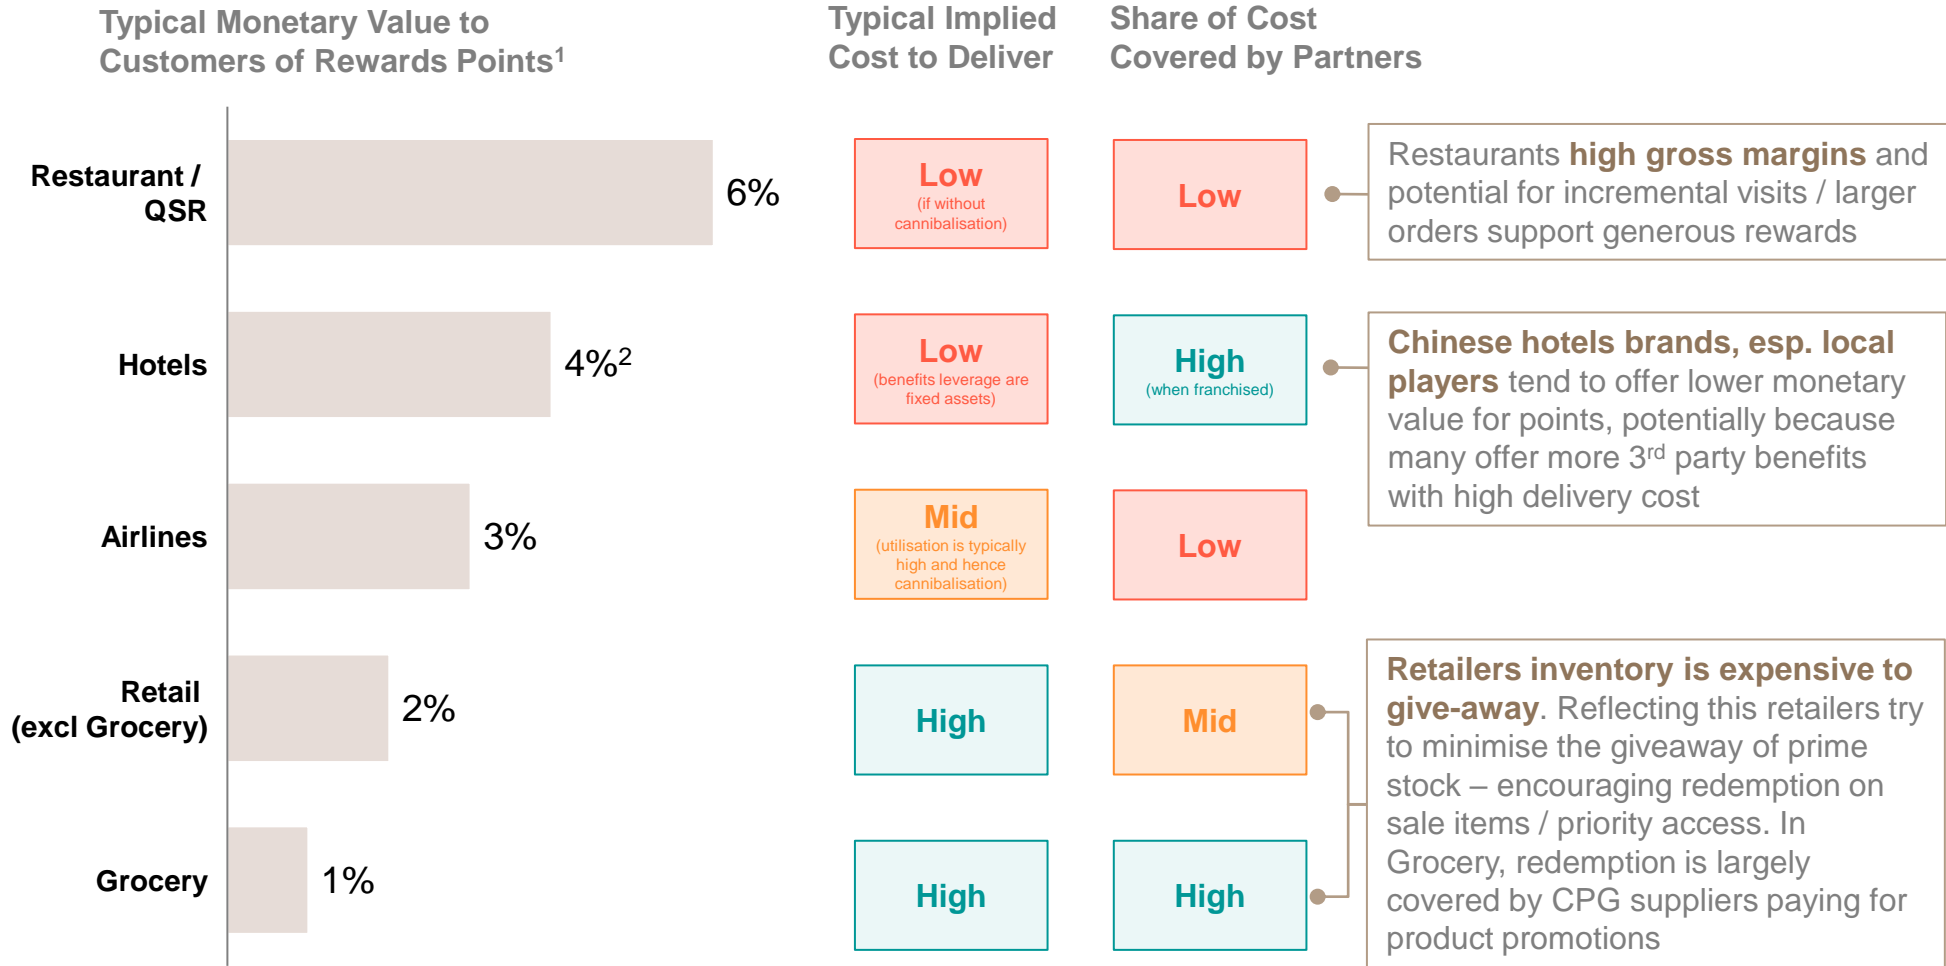 Typical Monetary Value to
Customers of Rewards Points¹
Typical Implied
Cost to Deliver
Share of Cost
Covered by Partners
Restaurant /
QSR
6%
Low
(if without
cannibalisation)
Low
Restaurants high gross margins and
potential for incremental visits / larger
orders support generous rewards
Hotels
4%²
Low
(benefits leverage are
fixed assets)
High
(when franchised)
Chinese hotels brands, esp. local
players tend to offer lower monetary
value for points, potentially because
many offer more 3rd party benefits
with high delivery cost
Airlines
3%
Mid
(utilisation is typically
high and hence
cannibalisation)
Low
Retail
(excl Grocery)
2%
High
Mid
Retailers inventory is expensive to
give-away. Reflecting this retailers try
to minimise the giveaway of prime
stock – encouraging redemption on
sale items / priority access. In
Grocery, redemption is largely
covered by CPG suppliers paying for
product promotions
Grocery
1%
High
High